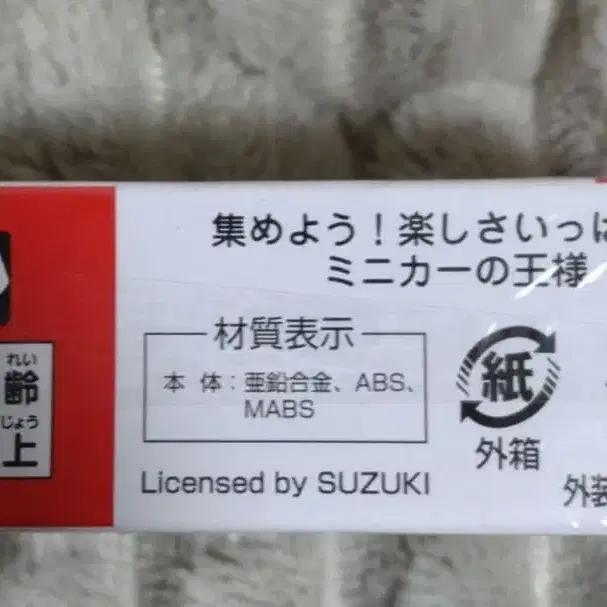 集めよう！楽しさいっ
ミニカーの王様
材質表示
本 体：亜鉛合金、ABS、
MABS
Licensed by SUZUKI
紙
外箱
外装
れい
齢
じょう
上